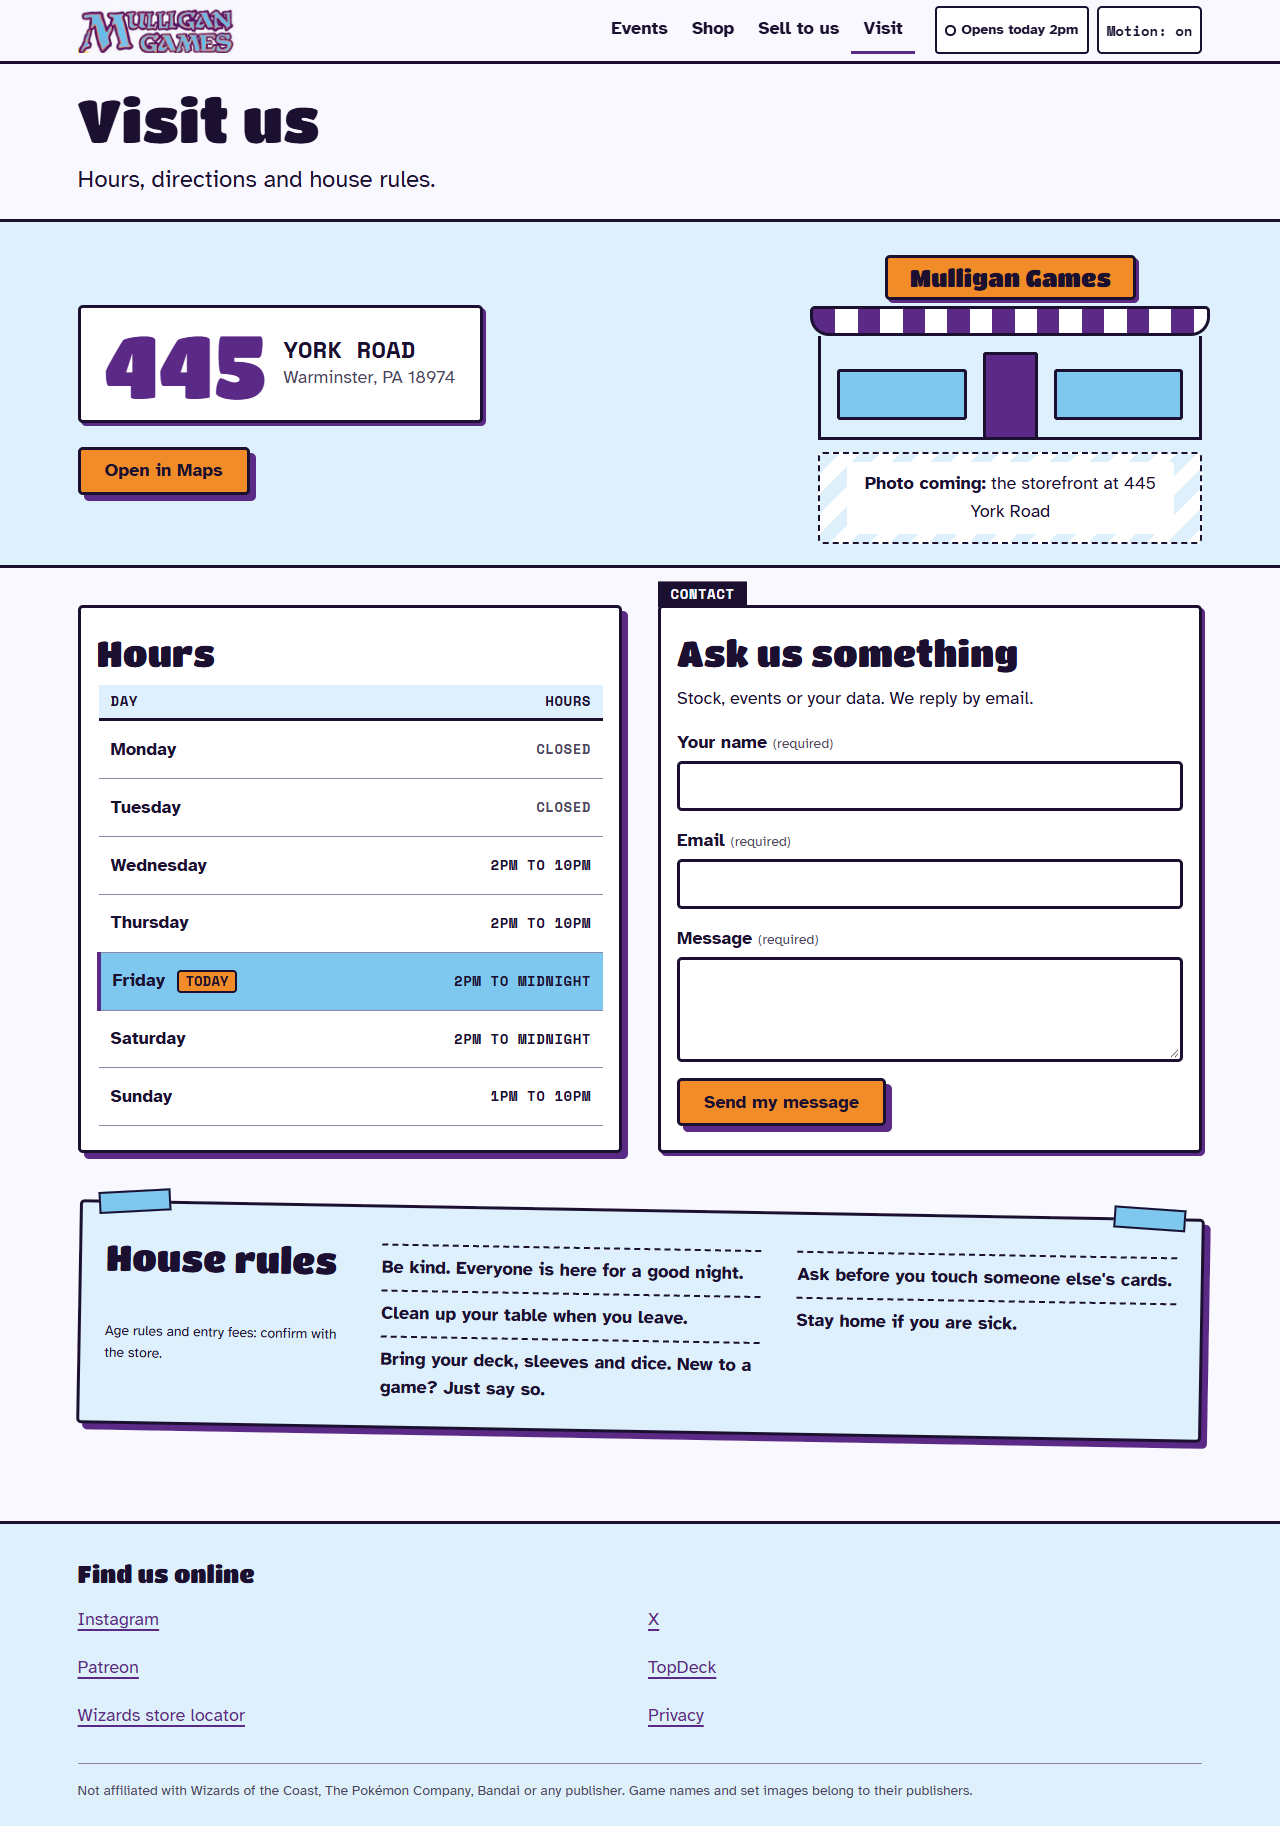 MULLIGAN GAMES
Events Shop Sell to us Visit Opens today 2pm Motion: on
Visit us
Hours, directions and house rules.
445 YORK ROAD
Warminster, PA 18974
Open in Maps
Mulligan Games
Photo coming: the storefront at 445
York Road
Hours
DAY HOURS
Monday CLOSED
Tuesday CLOSED
Wednesday 2PM TO 10PM
Thursday 2PM TO 10PM
Friday TODAY 2PM TO MIDNIGHT
Saturday 2PM TO MIDNIGHT
Sunday 1PM TO 10PM
CONTACT
Ask us something
Stock, events or your data. We reply by email.
Your name (required)
Email (required)
Message (required)
Send my message
House rules
Age rules and entry fees: confirm with
the store.
Be kind. Everyone is here for a good night.
Clean up your table when you leave.
Bring your deck, sleeves and dice. New to a
game? Just say so.
Ask before you touch someone else's cards.
Stay home if you are sick.
Find us online
Instagram
X
Patreon
TopDeck
Wizards store locator
Privacy
Not affiliated with Wizards of the Coast, The Pokémon Company, Bandai or any publisher. Game names and set images belong to their publishers.